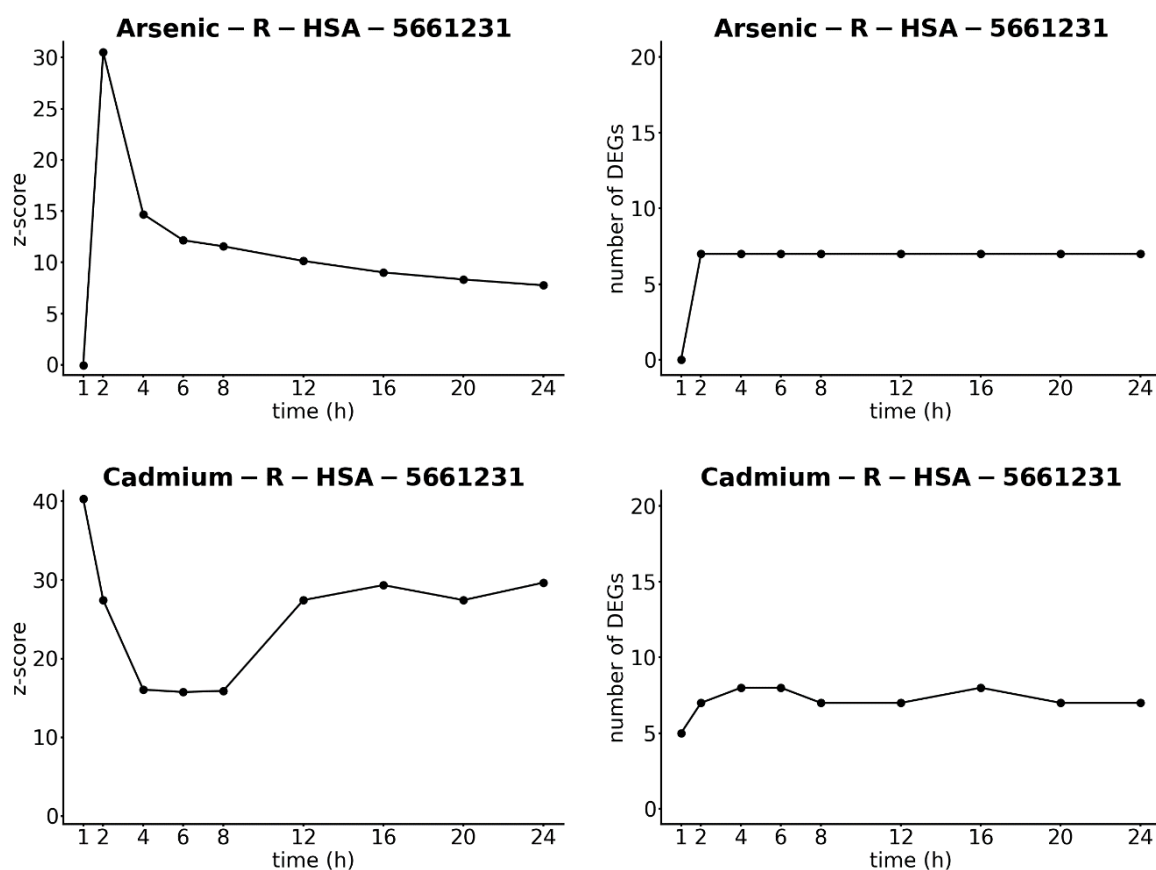 Arsenic − R − HSA − 5661231
30
25
20
15
10
5
0
z-score
1 2 4 6 8 12 16 20 24
time (h)
Arsenic − R − HSA − 5661231
20
15
10
5
0
number of DEGs
1 2 4 6 8 12 16 20 24
time (h)
Cadmium − R − HSA − 5661231
40
30
20
10
0
z-score
1 2 4 6 8 12 16 20 24
time (h)
Cadmium − R − HSA − 5661231
20
15
10
5
0
number of DEGs
1 2 4 6 8 12 16 20 24
time (h)